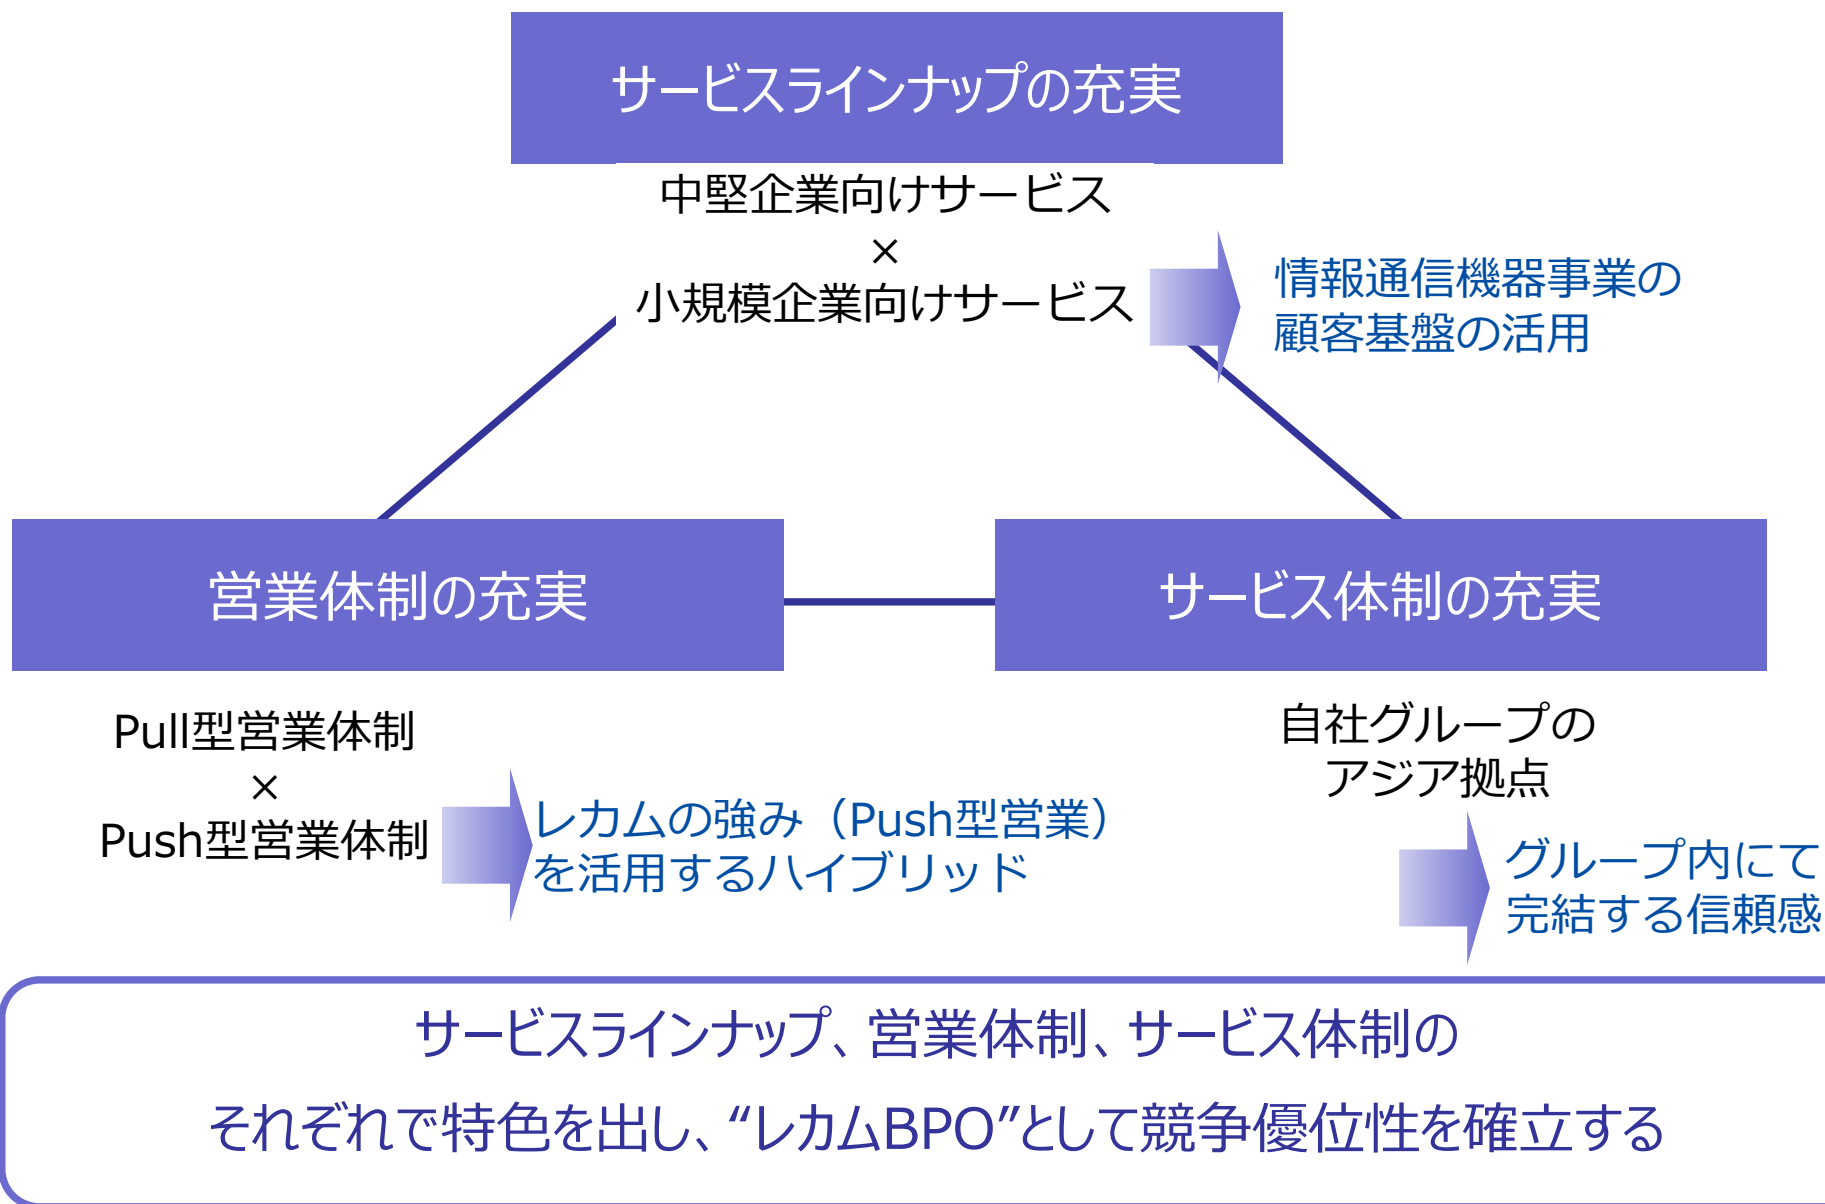 サービスラインナップの充実
中堅企業向けサービス
×
小規模企業向けサービス
情報通信機器事業の
顧客基盤の活用
営業体制の充実
サービス体制の充実
Pull型営業体制
×
Push型営業体制
レカムの強み（Push型営業）
を活用するハイブリッド
自社グループの
アジア拠点
グループ内にて
完結する信頼感
サービスラインナップ、営業体制、サービス体制の
それぞれで特色を出し、“レカムBPO”として競争優位性を確立する